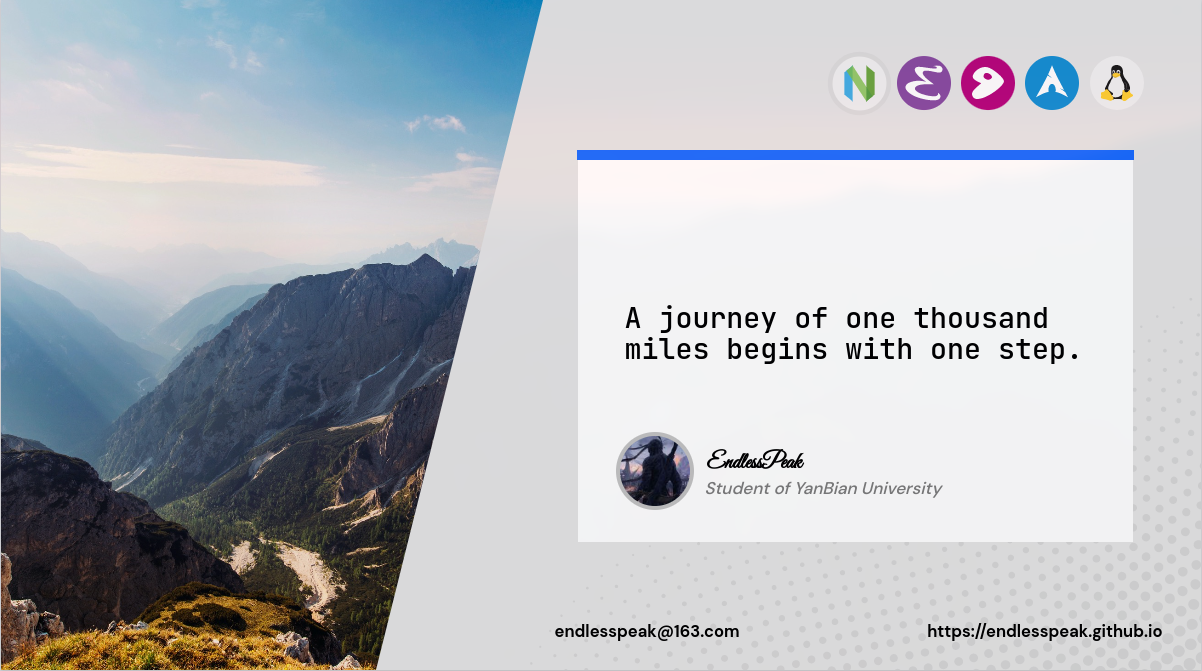 A journey of one thousand
miles begins with one step.
EndlessPeak
Student of YanBian University
endlesspeak@163.com
https://endlesspeak.github.io